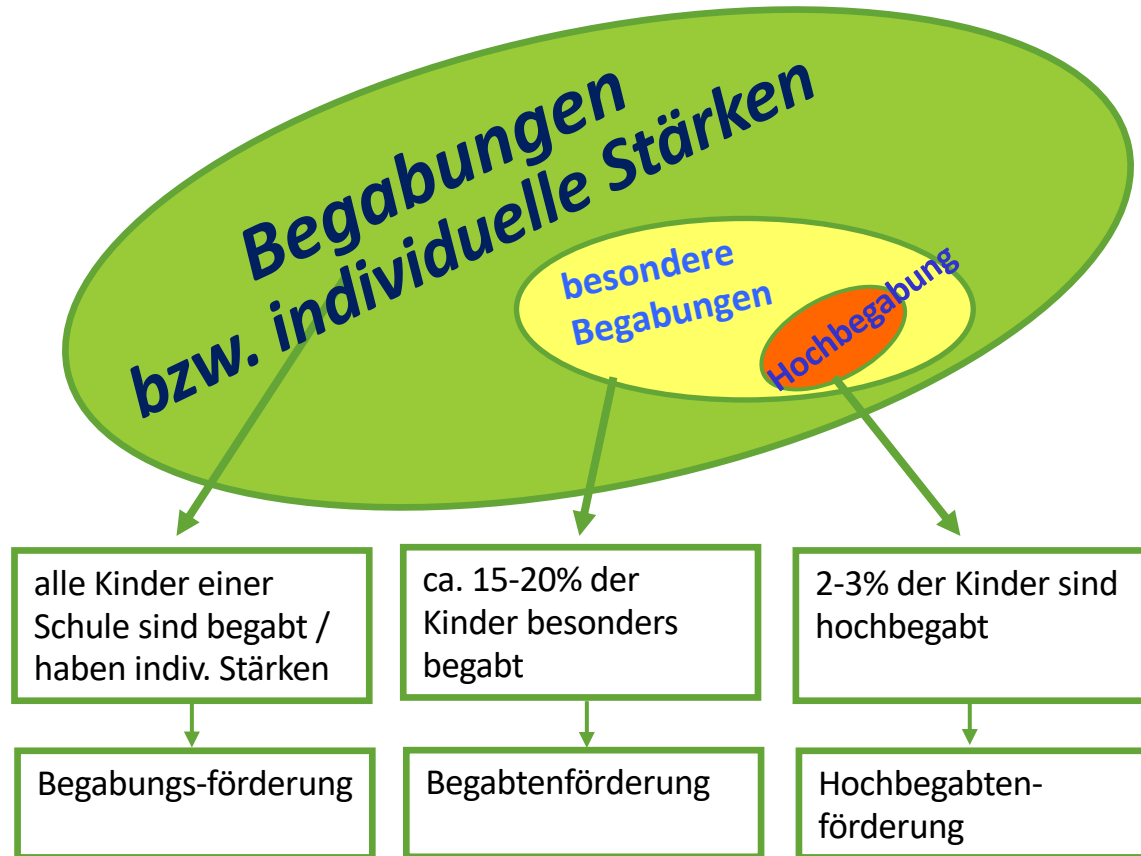 Begabungen
bzw. individuelle Stärken
besondere
Begabungen
Hochbegabung
alle Kinder einer
Schule sind begabt /
haben indiv. Stärken
ca. 15-20% der
Kinder besonders
begabt
2-3% der Kinder sind
hochbegabt
Begabungs-förderung
Begabtenförderung
Hochbegabten-
förderung